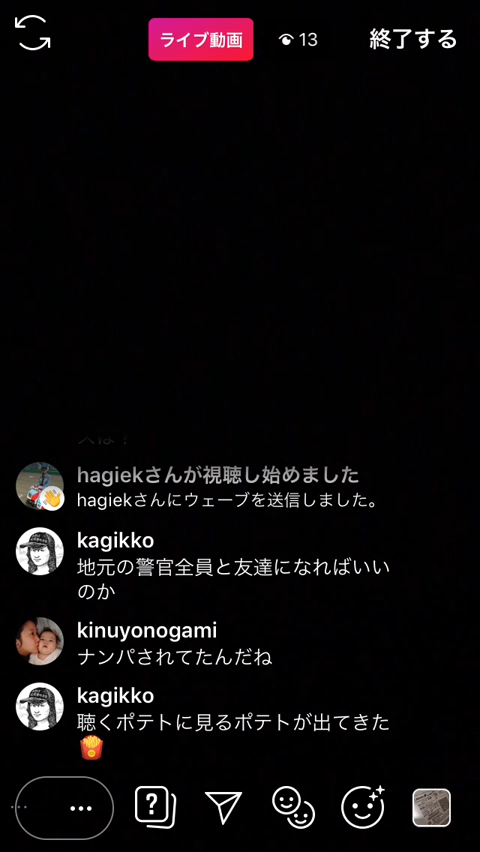 ライブ動画
13
終了する
hagiekさんが視聴し始めました
hagiekさんにウェーブを送信しました。
kagikko
地元の警官全員と友達になればいい
のか
kinuyonogami
ナンパされてたんだね
kagikko
聴くポテトに見るポテトが出てきた
🍟